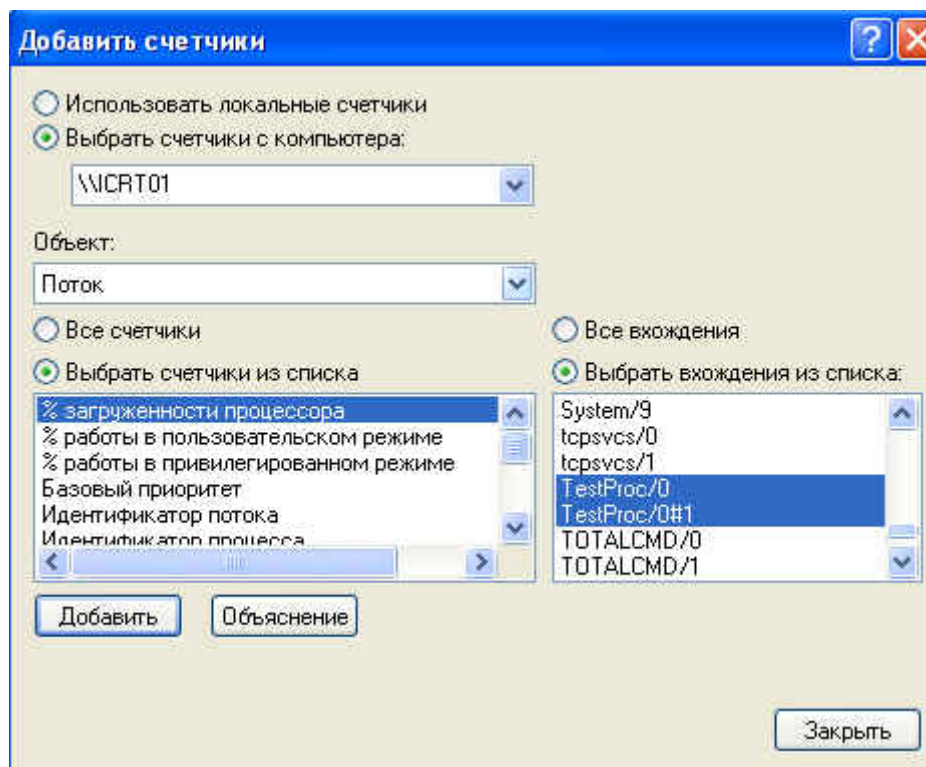 Добавить счетчики
Использовать локальные счетчики
Выбрать счетчики с компьютера:
\\ICRT01
Объект:
Поток
Все счетчики
Выбрать счетчики из списка
% загруженности процессора
% работы в пользовательском режиме
% работы в привилегированном режиме
Базовый приоритет
Идентификатор потока
Идентификатор процесса
Все вхождения
Выбрать вхождения из списка:
System/9
tcpsvcs/0
tcpsvcs/1
TestProc/0
TestProc/0#1
TOTALCMD/0
TOTALCMD/1
Добавить
Объяснение
Закрыть